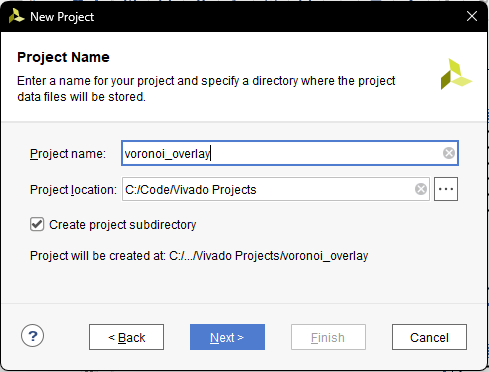 New Project
Project Name
Enter a name for your project and specify a directory where the project
data files will be stored.
Project name: voronoi_overlay
Project location: C:/Code/Vivado Projects
Create project subdirectory
Project will be created at: C:/.../Vivado Projects/voronoi_overlay
? < Back Next > Finish Cancel